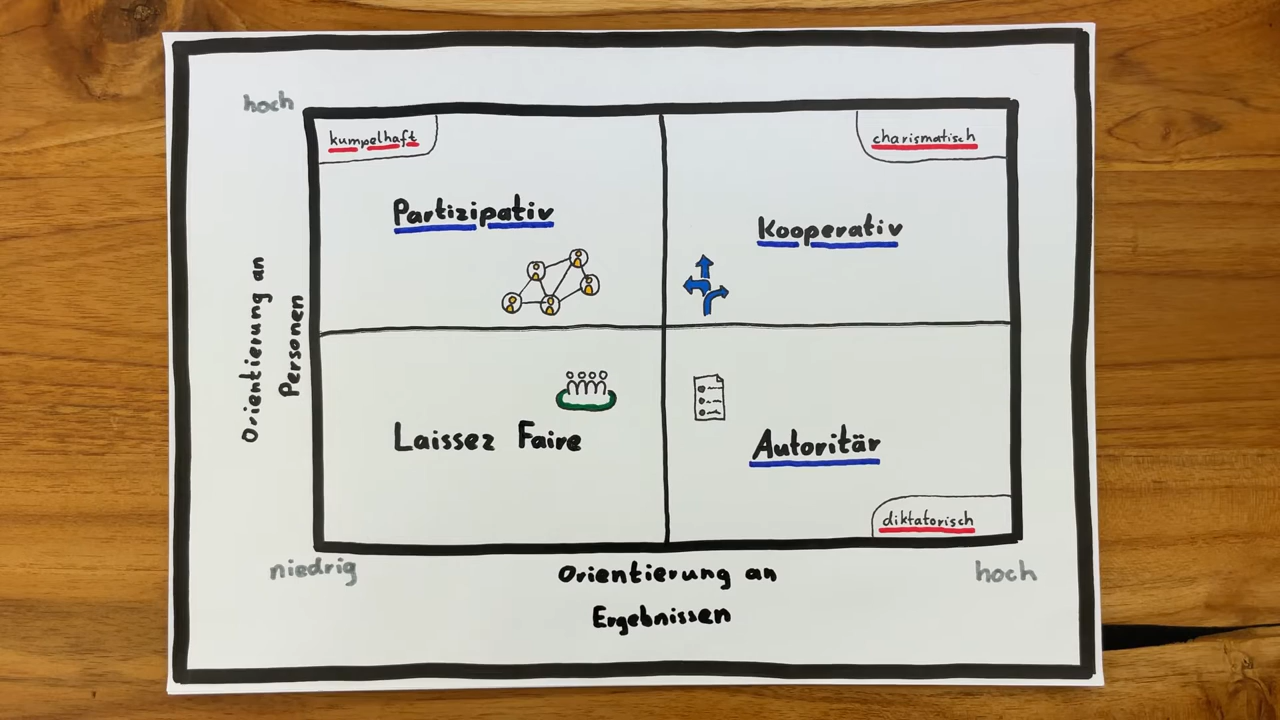 hoch
kumpelhaft
charismatisch
Partizipativ
Kooperativ
Orientierung an
Personen
Laissez Faire
Autoritär
diktatorisch
niedrig
Orientierung an
Ergebnissen
hoch